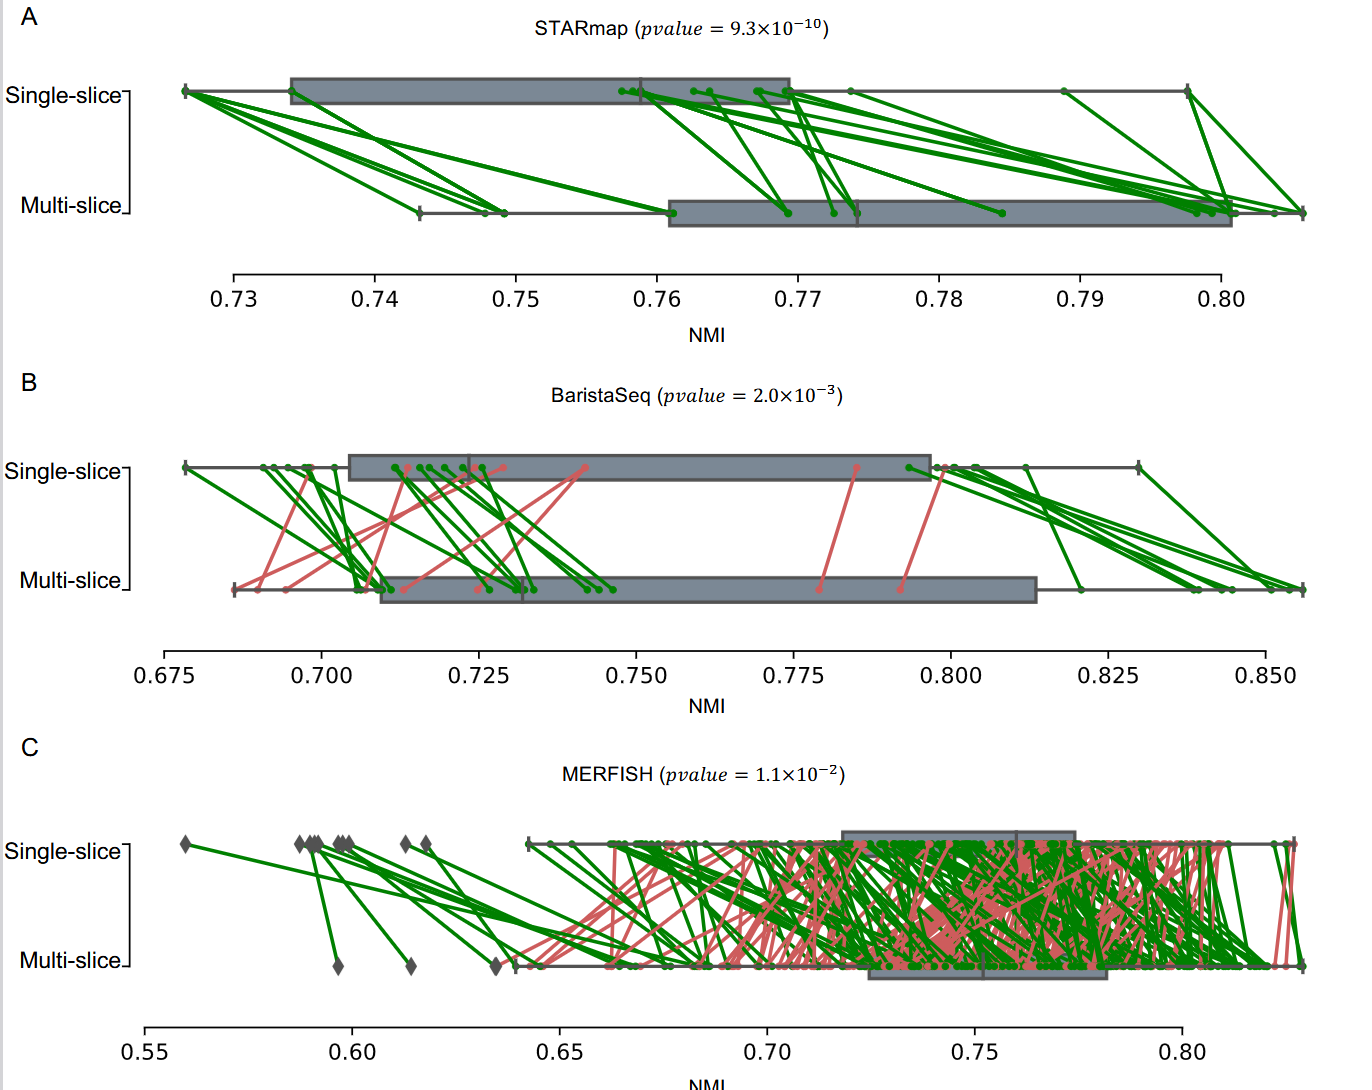 A
STARmap (pvalue = 9.3×10⁻¹⁰)
Single-slice
Multi-slice
0.73 0.74 0.75 0.76 0.77 0.78 0.79 0.80
NMI
B
BaristaSeq (pvalue = 2.0×10⁻³)
Single-slice
Multi-slice
0.675 0.700 0.725 0.750 0.775 0.800 0.825 0.850
NMI
C
MERFISH (pvalue = 1.1×10⁻²)
Single-slice
Multi-slice
0.55 0.60 0.65 0.70 0.75 0.80
NMI